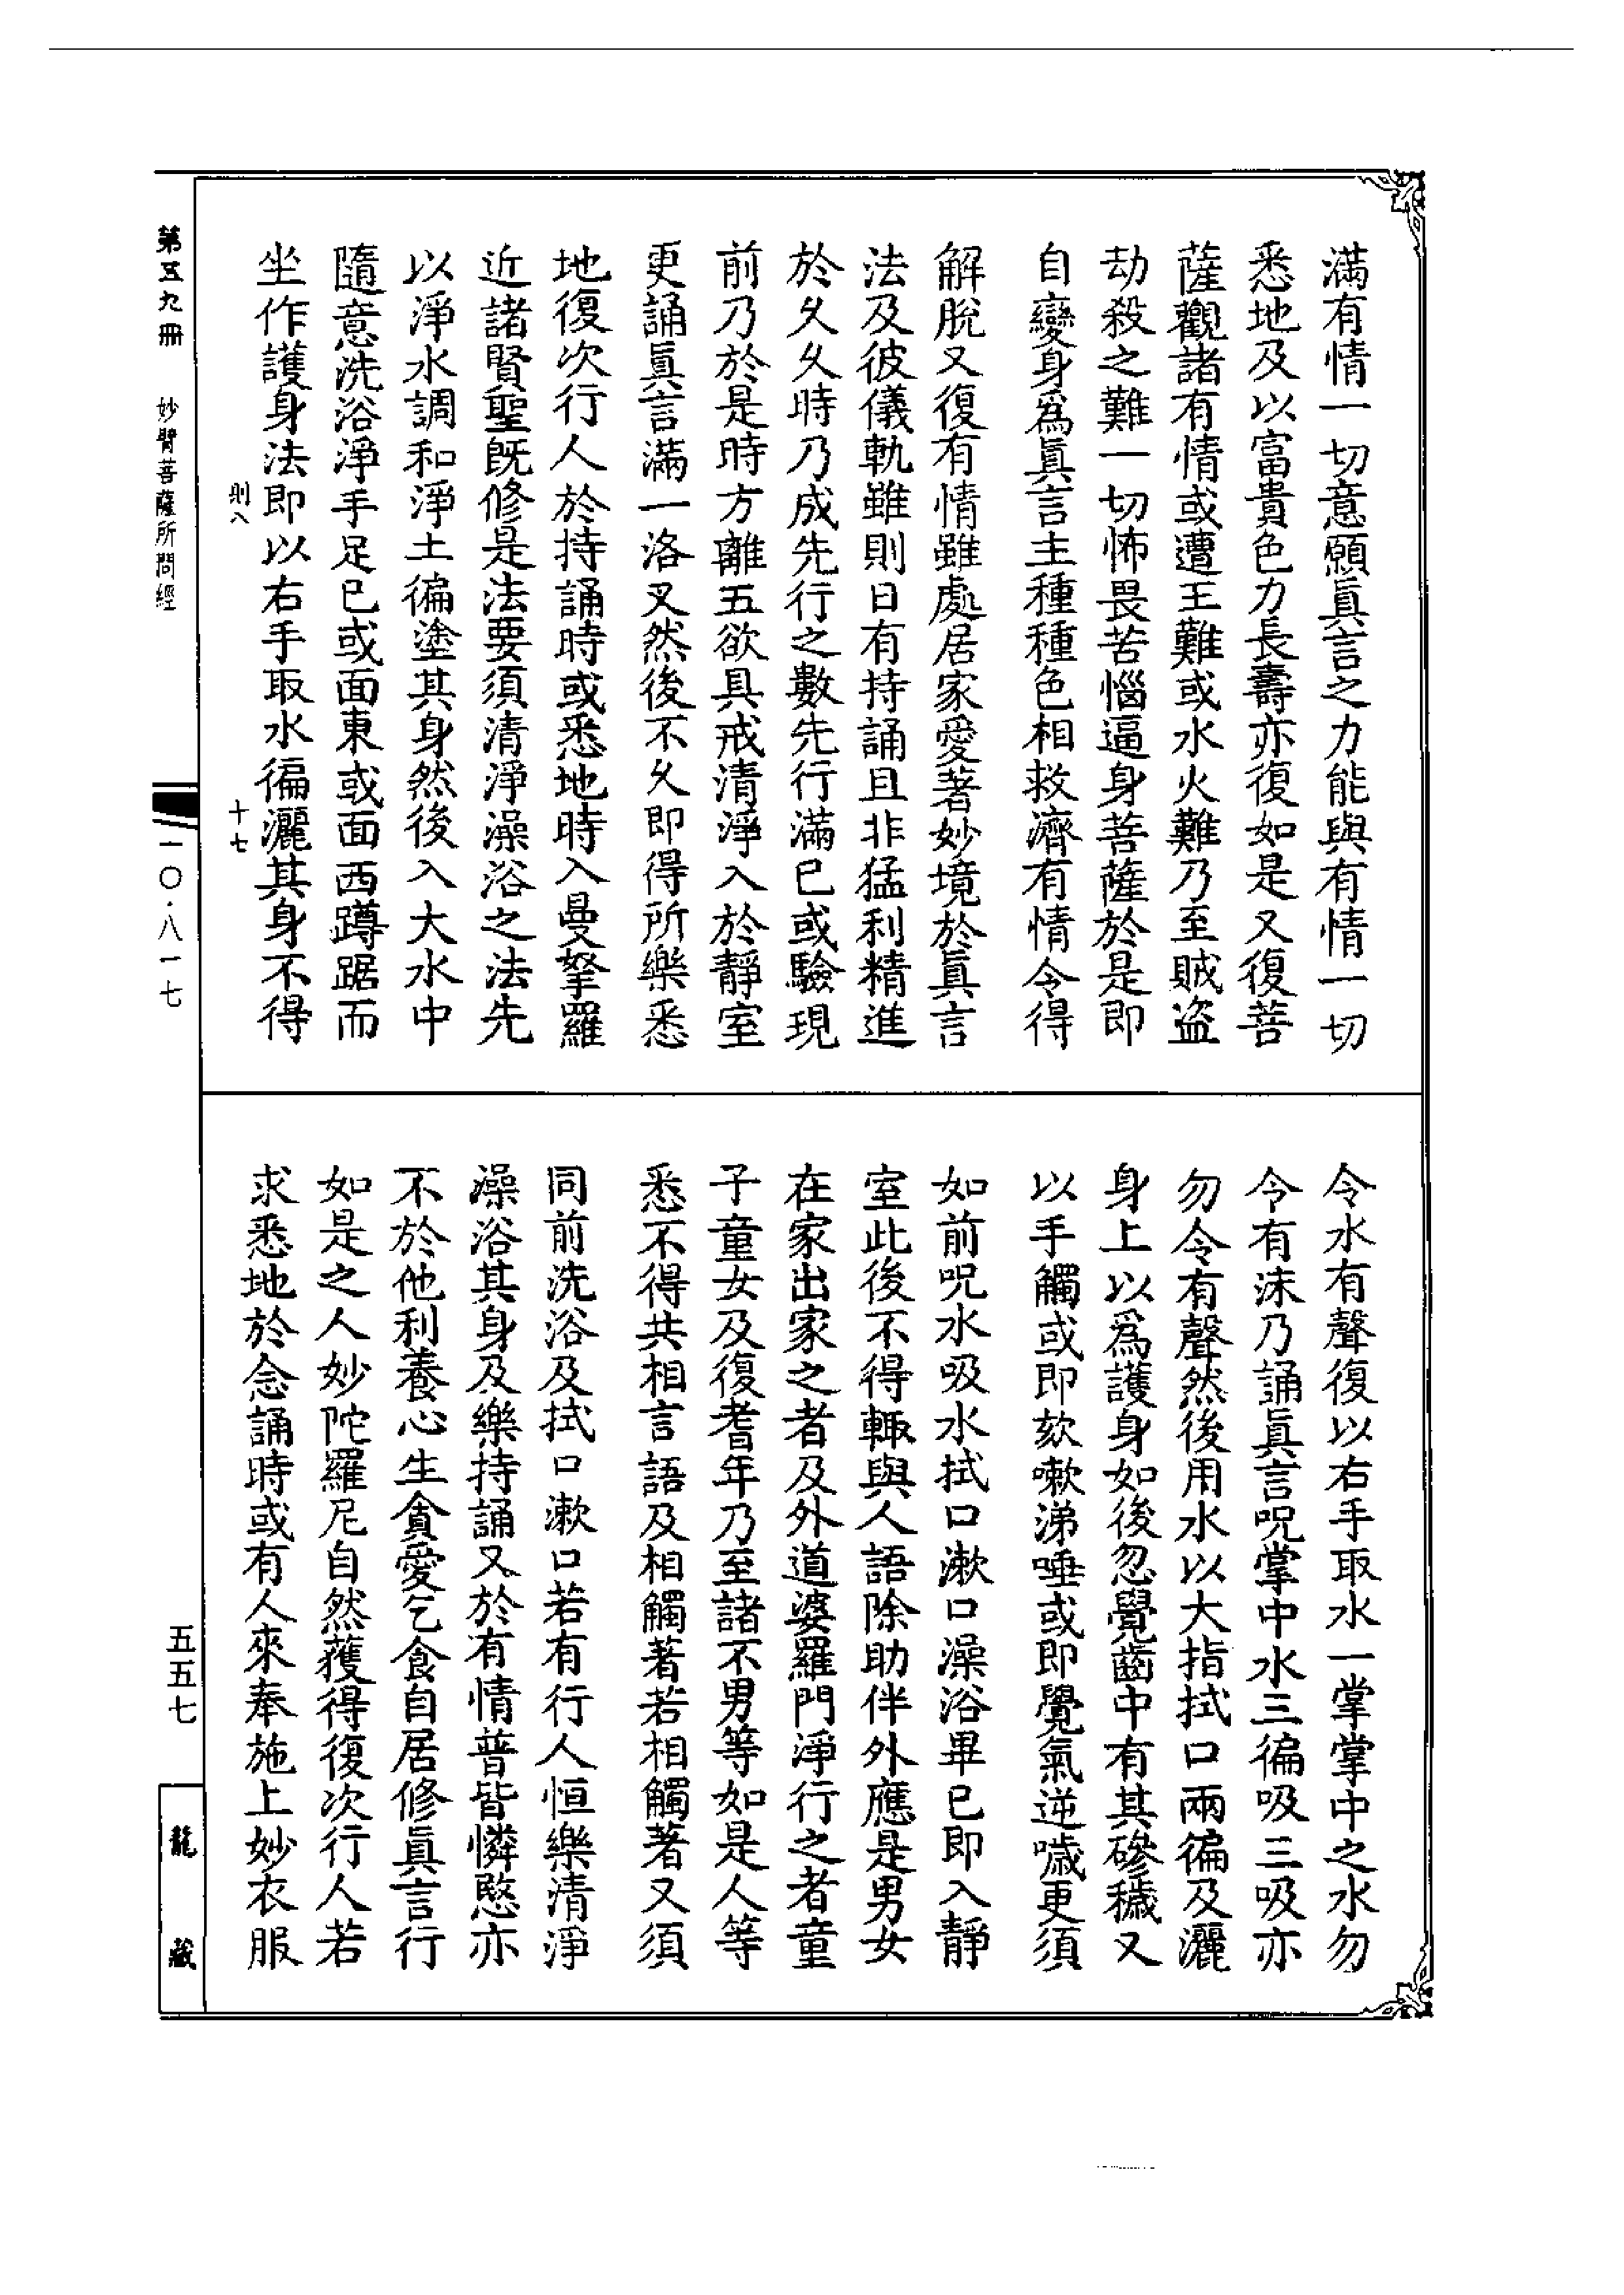 滿有情一切意願眞言之力能與有情一切
悉地及以富貴色力長壽亦復如是又復菩
薩觀諸有情或遭王難或水火難乃至賊盜
劫殺之難一切怖畏苦惱逼身菩薩於是即
自變身爲眞言主種種色相救濟有情令得
解脫又復有情雖處居家愛著妙境於眞言
法及彼儀軌雖則日有持誦且非猛利精進
於久久時乃成先行之數先行滿已或驗現
前乃於是時方離五欲具戒清淨入於靜室
更誦眞言滿一洛叉然後不久即得所樂悉
地復次行人於持誦時或悉地時入曼拏羅
近諸賢聖旣修是法要須清淨澡浴之法先
以淨水調和淨土徧塗其身然後入大水中
隨意洗浴淨手足已或面東或面西蹲踞而
坐作護身法即以右手取水徧灑其身不得
則八
十七
令水有聲復以右手取水一掌掌中之水勿
令有沫乃誦眞言呪掌中水三徧吸三吸亦
勿令有聲然後用水以大指拭口兩徧及灑
身上以爲護身如後忽覺齒中有其磣穢又
以手觸或即欬嗽涕唾或即覺氣逆噦更須
如前呪水吸水拭口漱口澡浴畢已即入靜
室此後不得輙與人語除助伴外應是男女
在家出家之者及外道婆羅門淨行之者童
子童女及復耆年乃至諸不男等如是人等
悉不得共相言語及相觸著若相觸著又須
同前洗浴及拭口漱口若有行人恒樂清淨
澡浴其身及樂持誦又於有情普皆憐愍亦
不於他利養心生貪愛乞食自居修眞言行
如是之人妙陀羅尼自然獲得復次行人若
求悉地於念誦時或有人來奉施上妙衣服
第五九冊
妙臂菩薩所問經
一〇·八一七
五五七
龍藏